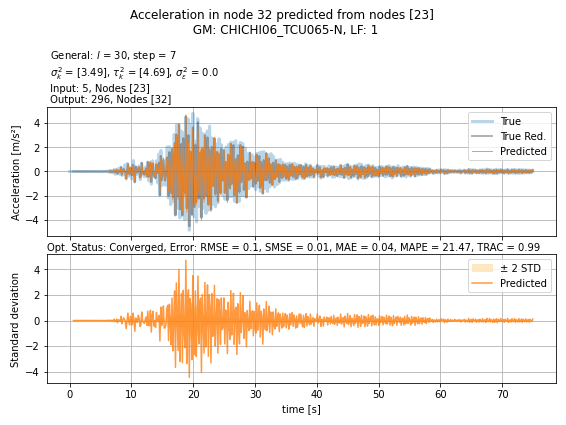 Acceleration in node 32 predicted from nodes [23]
GM: CHICHI06_TCU065-N, LF: 1
General: l = 30, step = 7
σ²ₖ = [3.49], τ²ₖ = [4.69], σ²ₑ = 0.0
Input: 5, Nodes [23]
Output: 296, Nodes [32]
Acceleration [m/s²]
4
2
0
−2
−4
True
True Red.
Predicted
Opt. Status: Converged, Error: RMSE = 0.1, SMSE = 0.01, MAE = 0.04, MAPE = 21.47, TRAC = 0.99
Standard deviation
4
2
0
−2
−4
± 2 STD
Predicted
0 10 20 30 40 50 60 70
time [s]